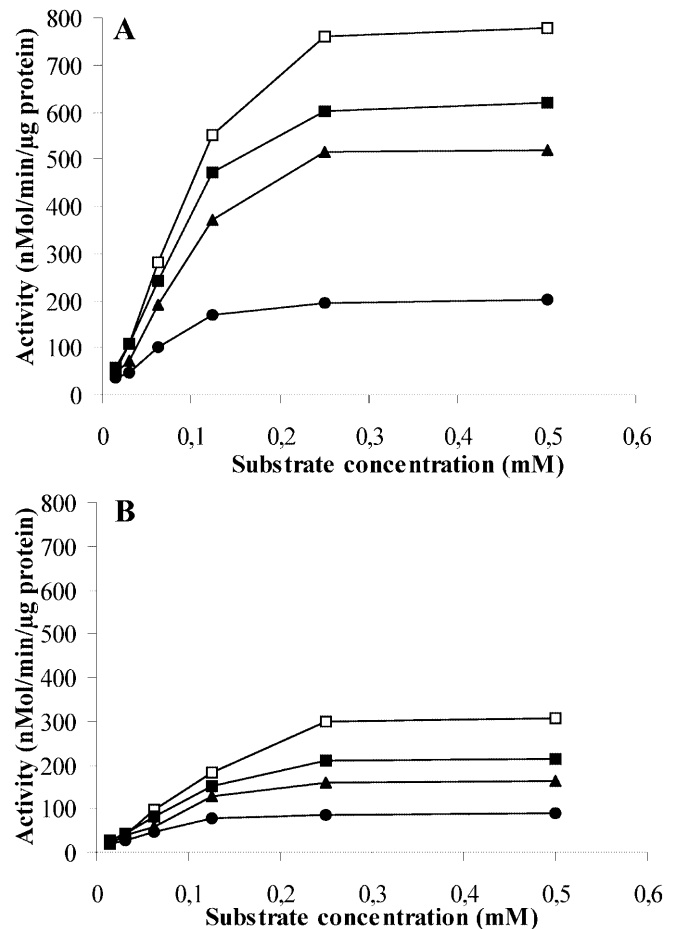 A
800
700
600
500
400
300
200
100
0
Activity (nMol/min/µg protein)
0 0,1 0,2 0,3 0,4 0,5 0,6
Substrate concentration (mM)
B
800
700
600
500
400
300
200
100
0
Activity (nMol/min/µg protein)
0 0,1 0,2 0,3 0,4 0,5 0,6
Substrate concentration (mM)